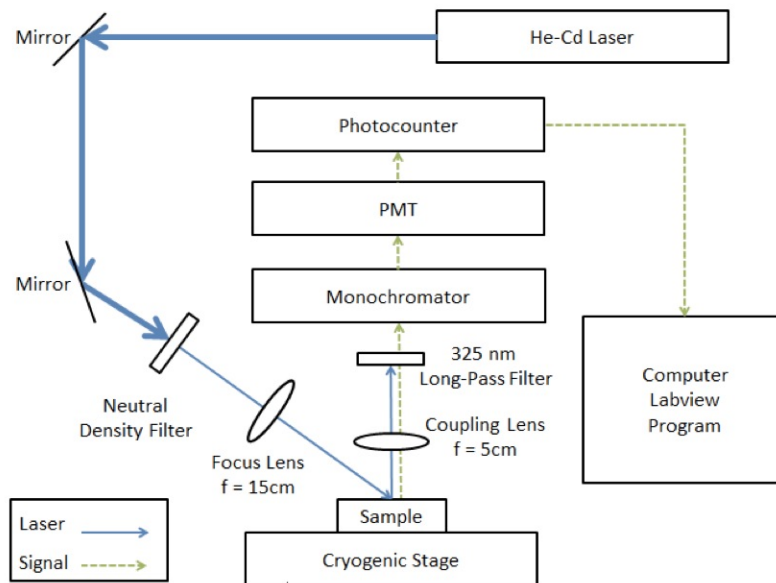 Mirror
He-Cd Laser
Photocounter
PMT
Mirror
Monochromator
325 nm
Long-Pass Filter
Computer
Labview
Program
Neutral
Density Filter
Coupling Lens
f = 5cm
Focus Lens
f = 15cm
Laser
Signal
Sample
Cryogenic Stage